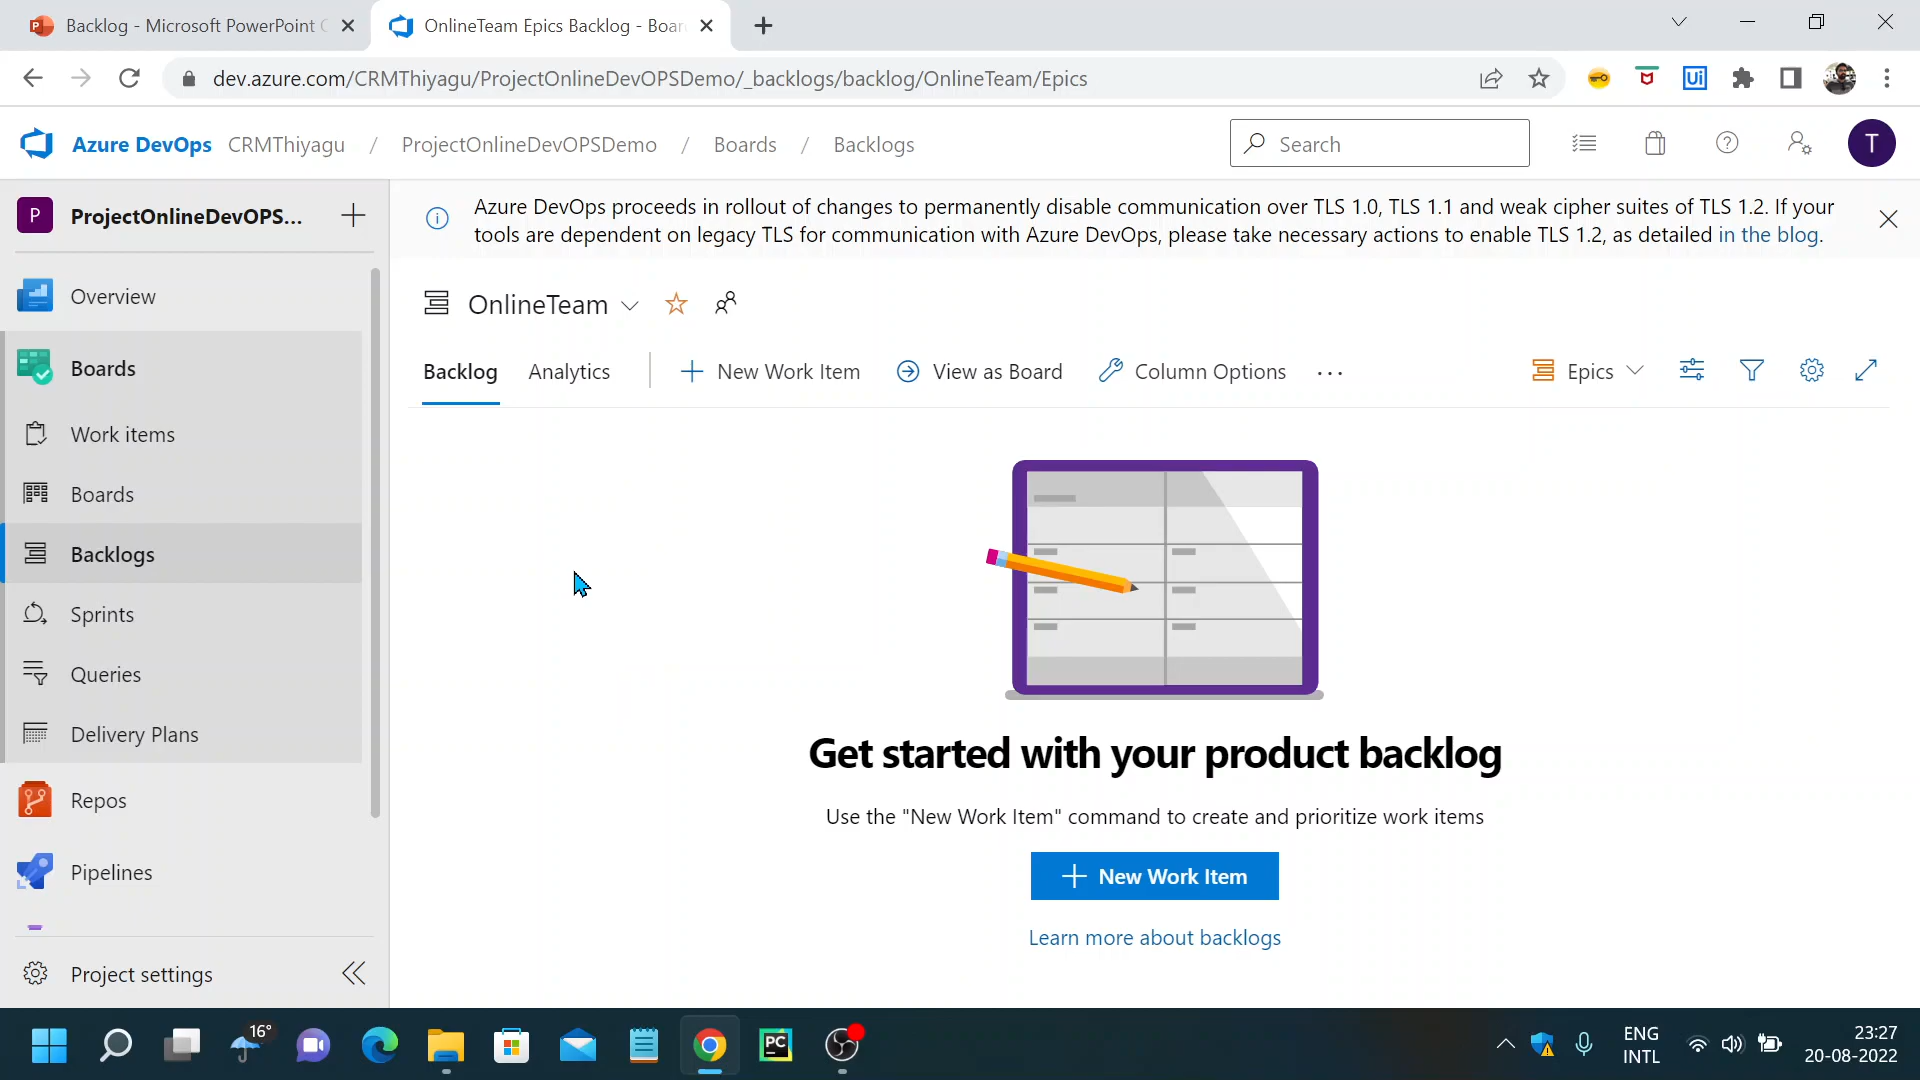 Backlog - Microsoft PowerPoint
OnlineTeam Epics Backlog - Boar
dev.azure.com/CRMThiyagu/ProjectOnlineDevOPSDemo/_backlogs/backlog/OnlineTeam/Epics
Ui
Azure DevOps CRMThiyagu / ProjectOnlineDevOPSDemo / Boards / Backlogs
Search
T
P ProjectOnlineDevOPS...
Azure DevOps proceeds in rollout of changes to permanently disable communication over TLS 1.0, TLS 1.1 and weak cipher suites of TLS 1.2. If your
tools are dependent on legacy TLS for communication with Azure DevOps, please take necessary actions to enable TLS 1.2, as detailed in the blog.
Overview
Boards
Work items
Boards
Backlogs
Sprints
Queries
Delivery Plans
Repos
Pipelines
Project settings
OnlineTeam
Backlog Analytics New Work Item View as Board Column Options ... Epics
Get started with your product backlog
Use the "New Work Item" command to create and prioritize work items
New Work Item
Learn more about backlogs
16°
PC
ENG
INTL
23:27
20-08-2022